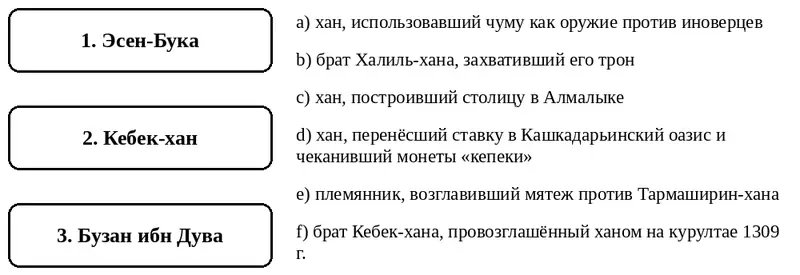 1. Эсен-Бука
2. Кебек-хан
3. Бузан ибн Дува
a) хан, использовавший чуму как оружие против иноверцев
b) брат Халиль-хана, захвативший его трон
c) хан, построивший столицу в Алмалыке
d) хан, перенёсший ставку в Кашкадарьинский оазис и
чеканивший монеты «кепеки»
e) племянник, возглавивший мятеж против Тармаширин-хана
f) брат Кебек-хана, провозглашённый ханом на курултае 1309
г.